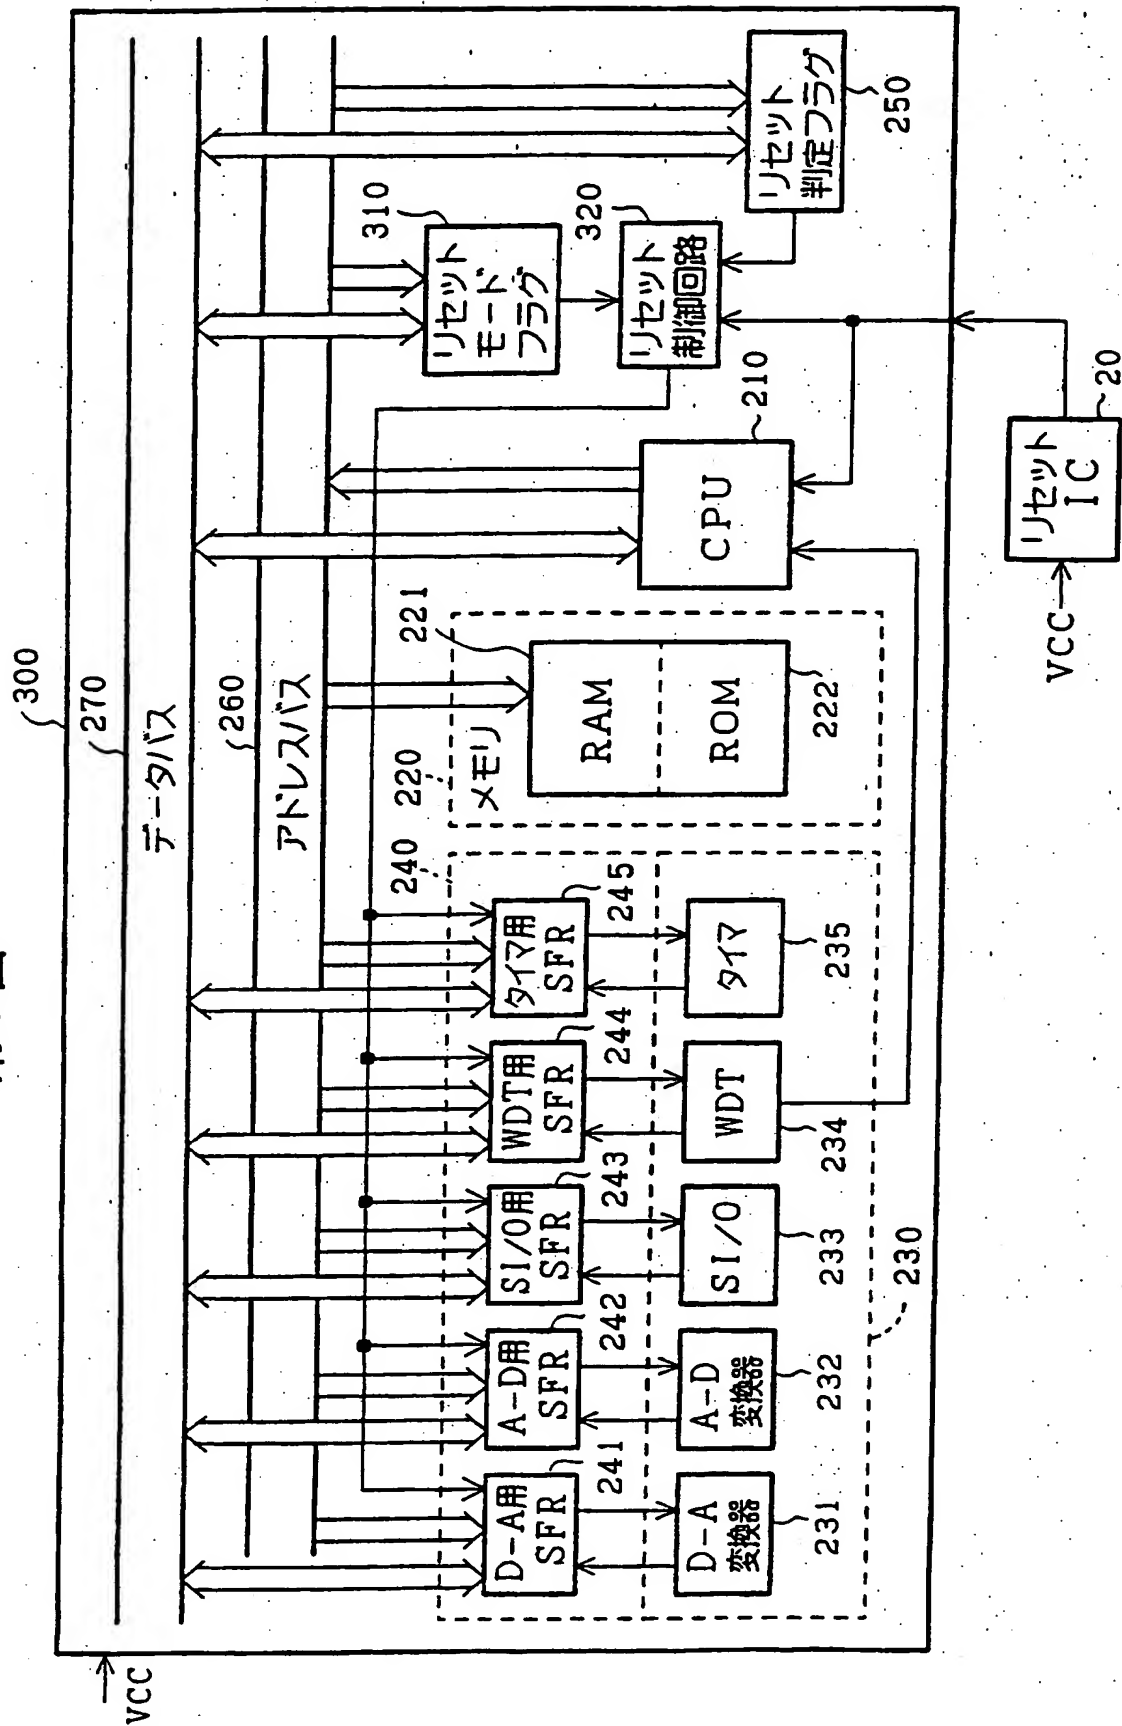 300
VCC
270
データバス
260
アドレスバス
240
220
メモリ
221
RAM
ROM
222
310
リセット
モード
フラグ
320
リセット
制御回路
リセット
判定フラグ
250
CPU
210
D-A用
SFR
241
A-D用
SFR
242
SI/O用
SFR
243
WDT用
SFR
244
タイマ用
SFR
245
D-A
変換器
231
A-D
変換器
232
SI/O
233
WDT
234
タイマ
235
230
VCC
リセット
IC
20